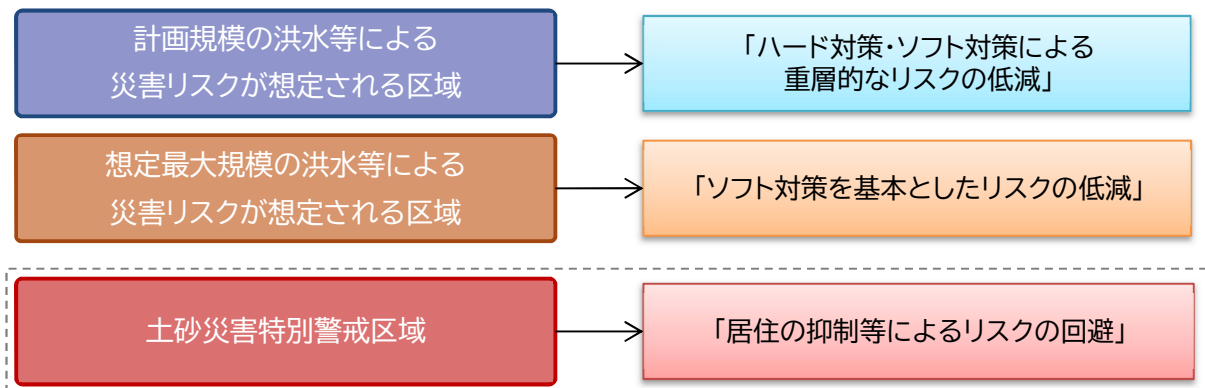 計画規模の洪水等による
災害リスクが想定される区域
「ハード対策・ソフト対策による
重層的なリスクの低減」
想定最大規模の洪水等による
災害リスクが想定される区域
「ソフト対策を基本としたリスクの低減」
土砂災害特別警戒区域
「居住の抑制等によるリスクの回避」